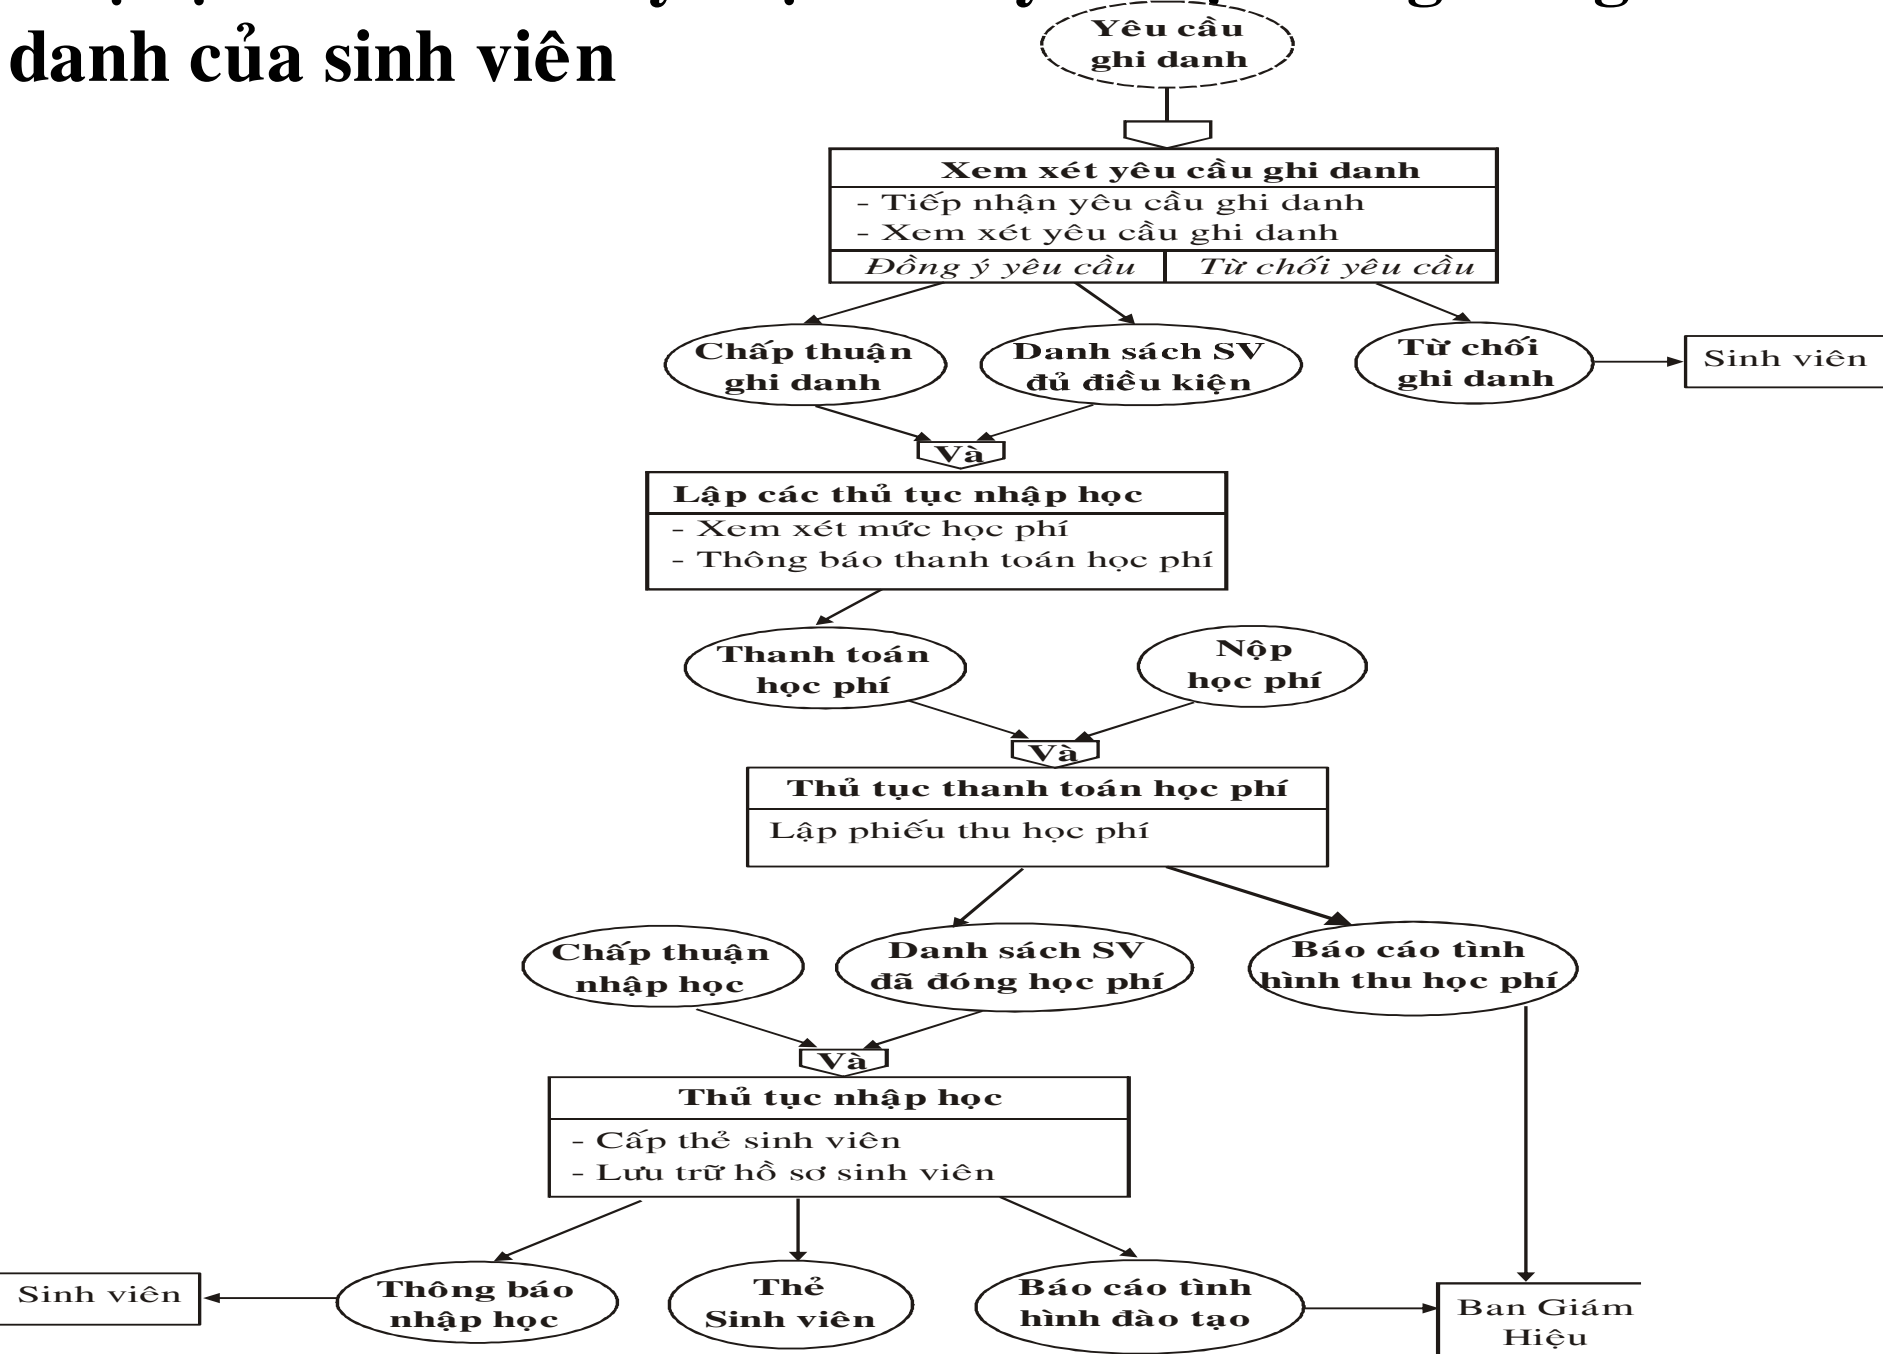 danh của sinh viên
Yêu cầu
ghi danh
Xem xét yêu cầu ghi danh
- Tiếp nhận yêu cầu ghi danh
- Xem xét yêu cầu ghi danh
Đồng ý yêu cầu
Từ chối yêu cầu
Chấp thuận
ghi danh
Danh sách SV
đủ điều kiện
Từ chối
ghi danh
Sinh viên
Và
Lập các thủ tục nhập học
- Xem xét mức học phí
- Thông báo thanh toán học phí
Thanh toán
học phí
Nộp
học phí
Và
Thủ tục thanh toán học phí
Lập phiếu thu học phí
Chấp thuận
nhập học
Danh sách SV
đã đóng học phí
Báo cáo tình
hình thu học phí
Và
Thủ tục nhập học
- Cấp thẻ sinh viên
- Lưu trữ hồ sơ sinh viên
Sinh viên
Thông báo
nhập học
Thẻ
Sinh viên
Báo cáo tình
hình đào tạo
Ban Giám
Hiệu